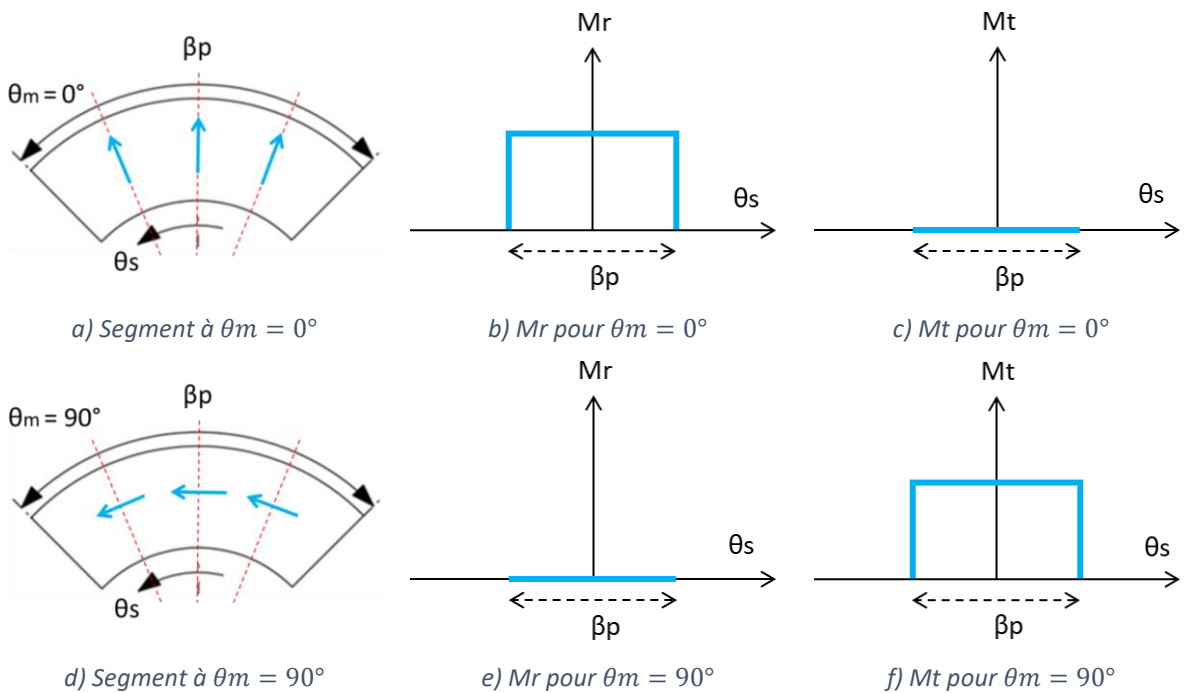 βp
θm = 0°
θs
a) Segment à θm = 0°
Mr
θs
βp
b) Mr pour θm = 0°
Mt
θs
βp
c) Mt pour θm = 0°
βp
θm = 90°
θs
d) Segment à θm = 90°
Mr
θs
βp
e) Mr pour θm = 90°
Mt
θs
βp
f) Mt pour θm = 90°